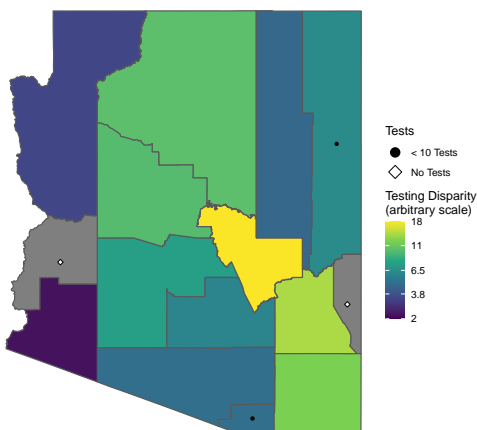 Tests
< 10 Tests
No Tests
Testing Disparity
(arbitrary scale)
18
11
6.5
3.8
2